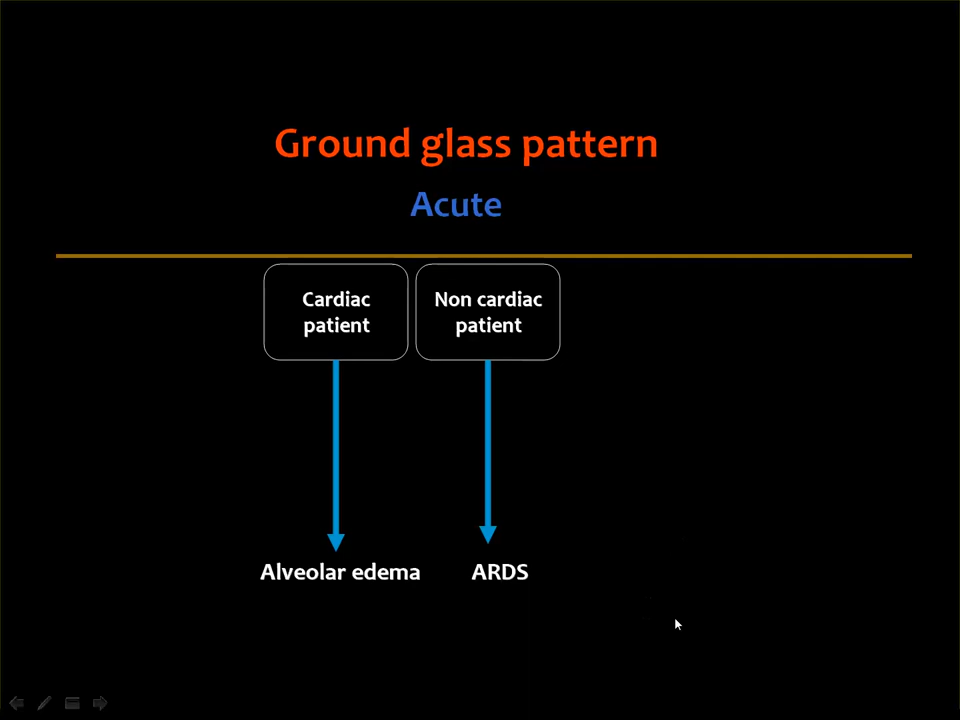 Ground glass pattern
Acute
Cardiac
patient
Non cardiac
patient
Alveolar edema
ARDS